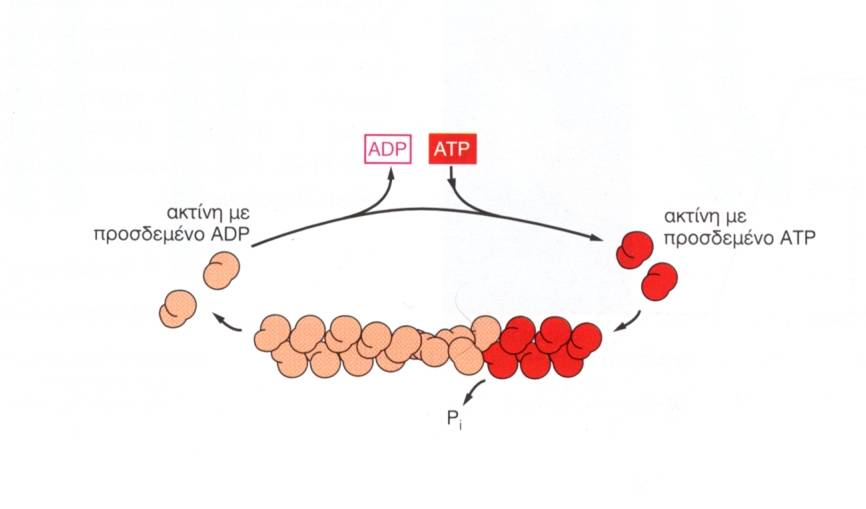 ADP
ATP
ακτίνη με
προσδεμένο ADP
ακτίνη με
προσδεμένο ATP
Pi